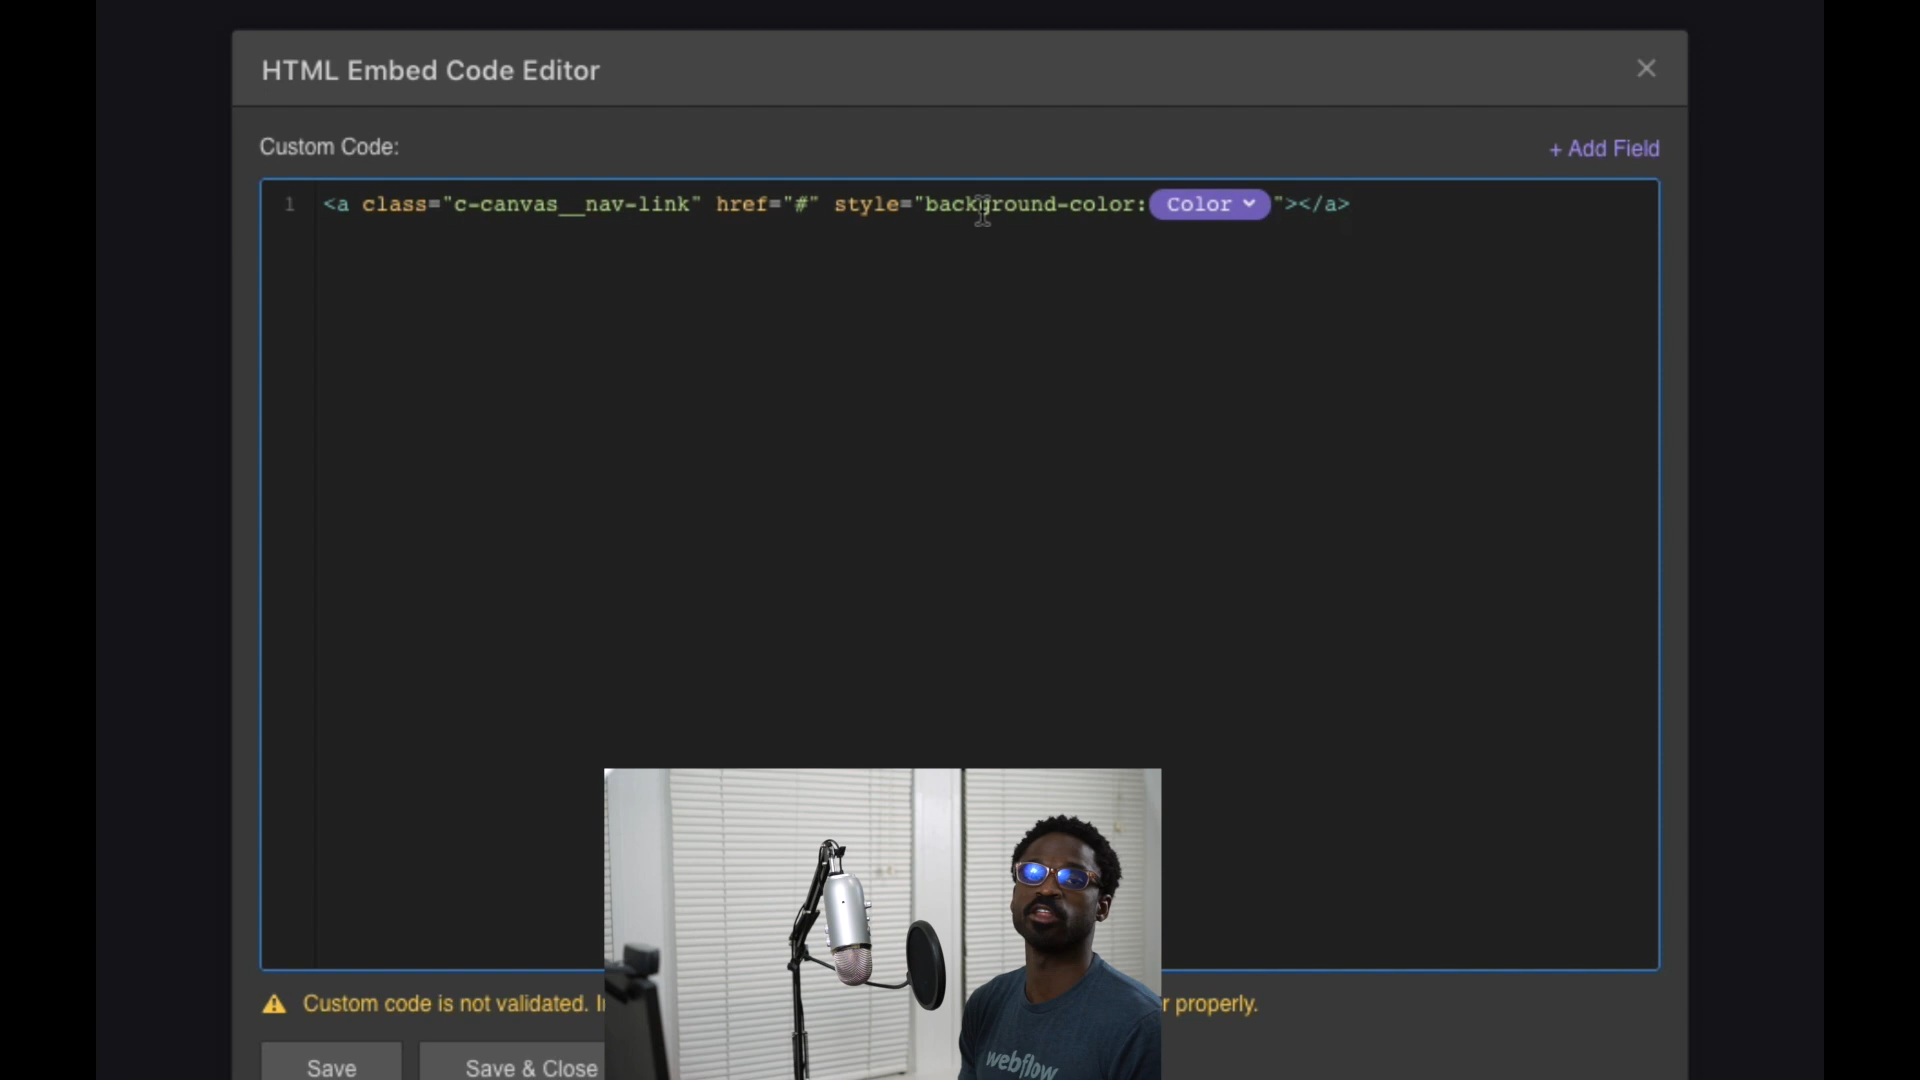 HTML Embed Code Editor
Custom Code:
+ Add Field
1 <a class="c-canvas__nav-link" href="#" style="background-color: Color "></a>
Custom code is not validated. r properly.
Save
Save & Close
webflow